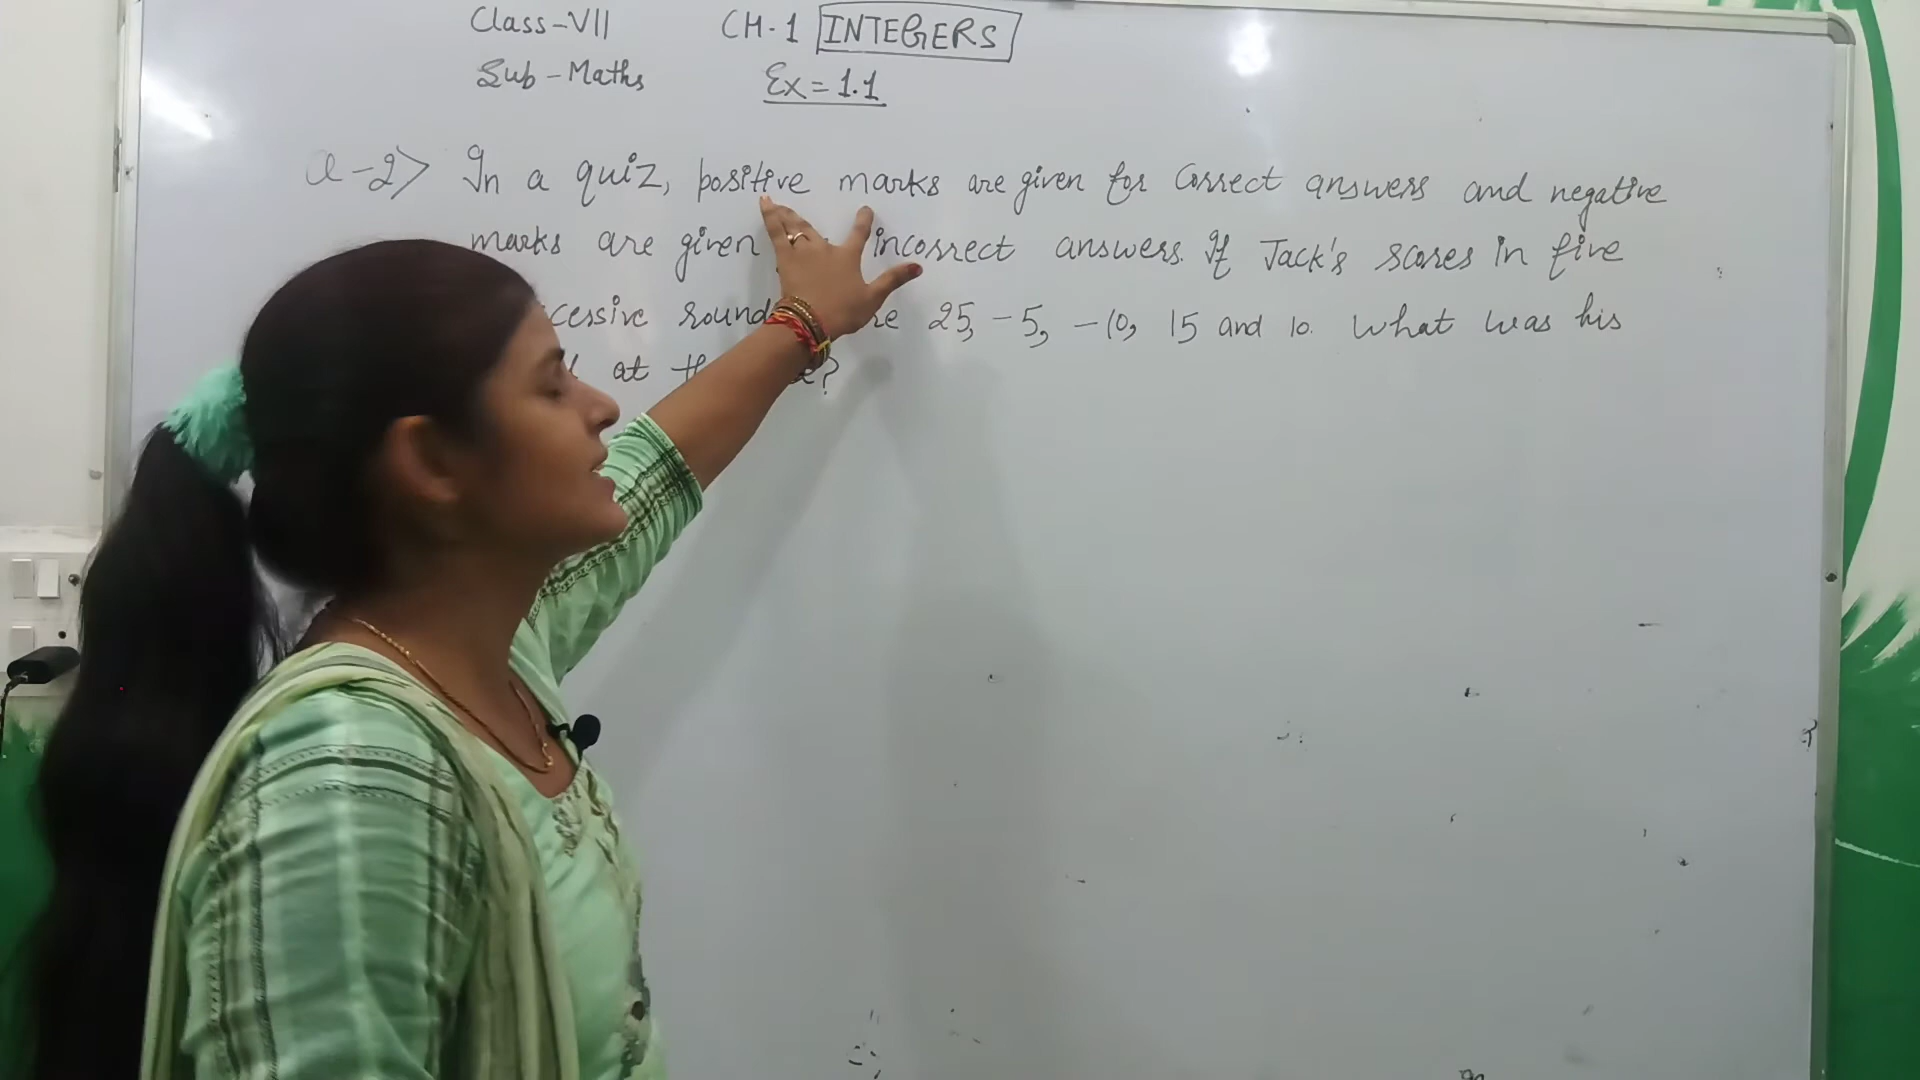 Class-VII CH.1 INTEGERS
Sub-Maths Ex=1.1
Q-2> In a quiz, positive marks are given for correct answers and negative
marks are given incorrect answers. If Jack's scores in five
cessive round 25, -5, -10, 15 and 10. What was his
at ?